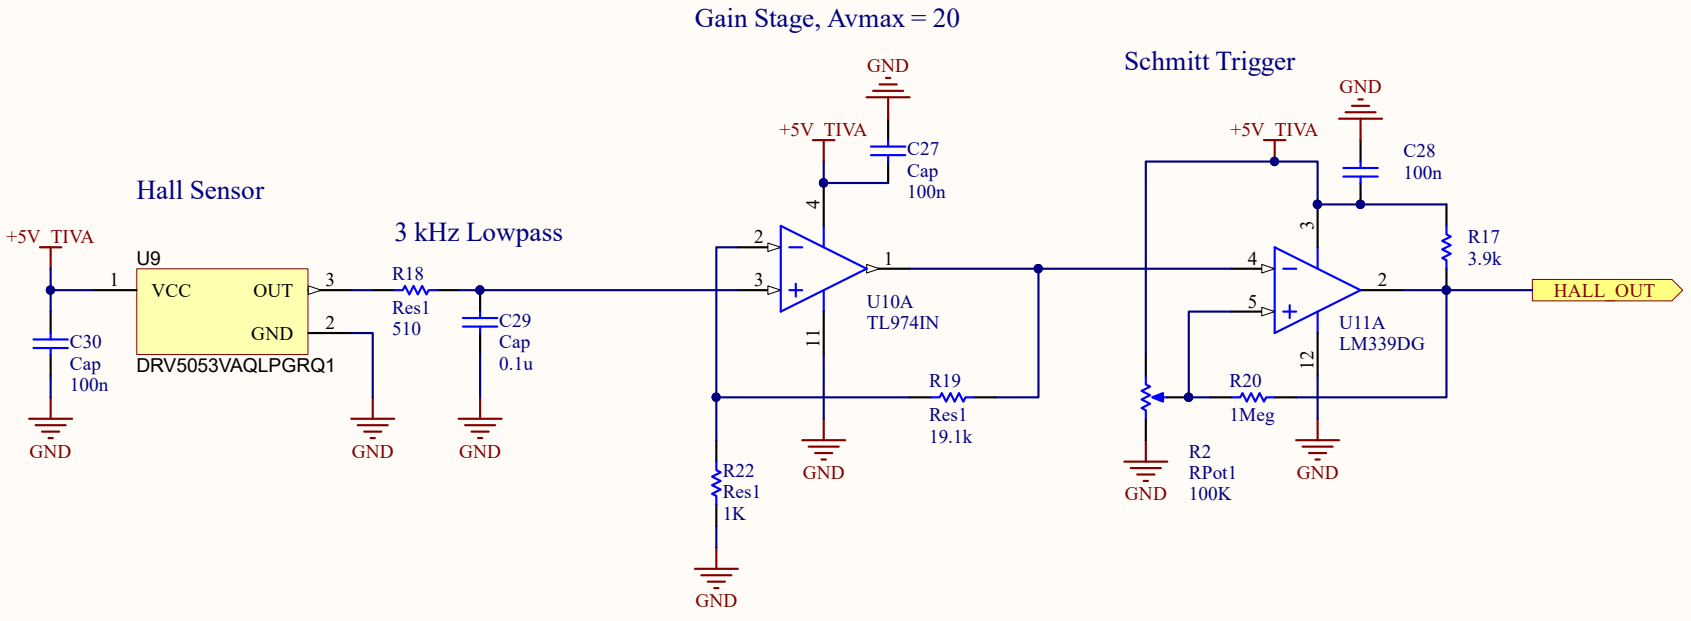 Gain Stage, Avmax = 20
Schmitt Trigger
GND
GND
+5V_TIVA
+5V_TIVA
C27
Cap
100n
C28
100n
Hall Sensor
3 kHz Lowpass
+5V_TIVA
U9
1
VCC
OUT
3
GND
2
DRV5053VAQLPGRQ1
C30
Cap
100n
GND
GND
R18
Res1
510
C29
Cap
0.1u
GND
4
2
3
1
11
U10A
TL974IN
R19
Res1
19.1k
GND
R22
Res1
1K
GND
3
4
5
2
12
U11A
LM339DG
R17
3.9k
HALL_OUT
R20
1Meg
R2
RPot1
100K
GND
GND